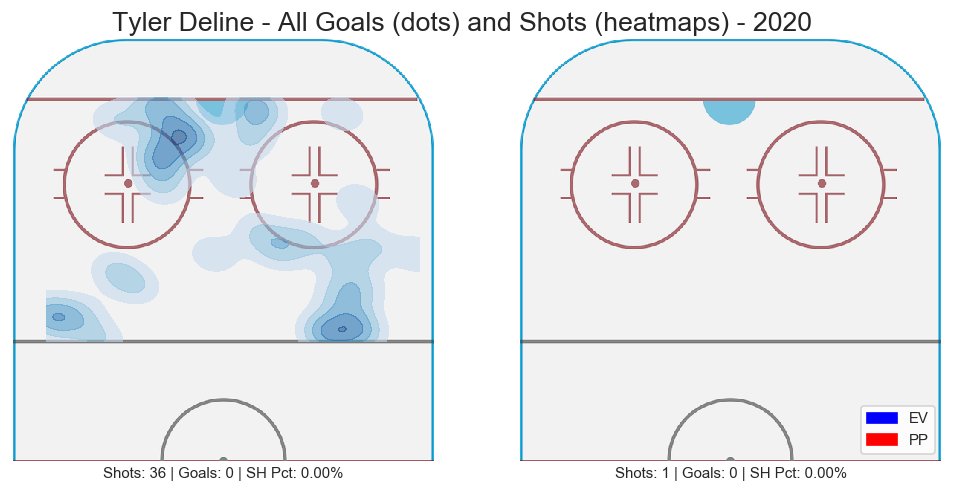 Tyler Deline - All Goals (dots) and Shots (heatmaps) - 2020
EV
PP
Shots: 36 | Goals: 0 | SH Pct: 0.00%
Shots: 1 | Goals: 0 | SH Pct: 0.00%